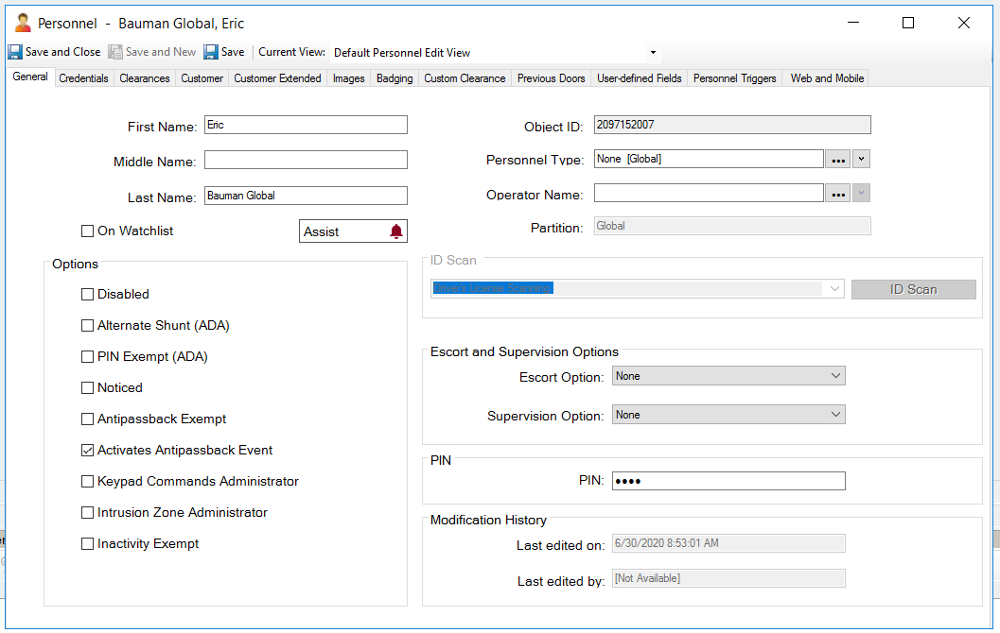 Personnel - Bauman Global, Eric
Save and Close Save and New Save Current View: Default Personnel Edit View
General Credentials Clearances Customer Customer Extended Images Badging Custom Clearance Previous Doors User-defined Fields Personnel Triggers Web and Mobile
First Name: Eric
Middle Name:
Last Name: Bauman Global
On Watchlist Assist
Object ID: 2097152007
Personnel Type: None [Global] ...
Operator Name: ...
Partition: Global
Options
Disabled
Alternate Shunt (ADA)
PIN Exempt (ADA)
Noticed
Antipassback Exempt
Activates Antipassback Event
Keypad Commands Administrator
Intrusion Zone Administrator
Inactivity Exempt
ID Scan
Driver's License Scanning ID Scan
Escort and Supervision Options
Escort Option: None
Supervision Option: None
PIN
PIN: ●●●●
Modification History
Last edited on: 6/30/2020 8:53:01 AM
Last edited by: [Not Available]